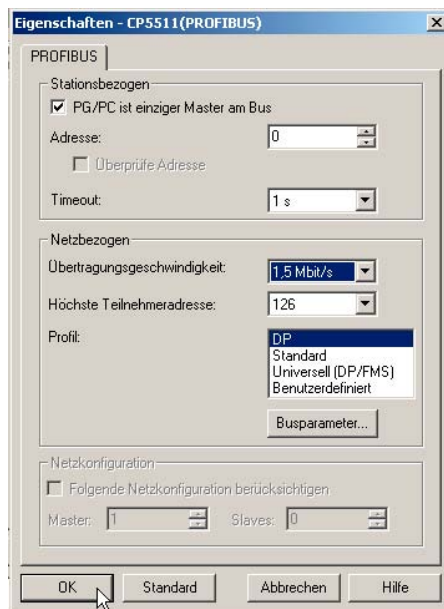 Eigenschaften - CP5511(PROFIBUS)
PROFIBUS
Stationsbezogen
PG/PC ist einziger Master am Bus
Adresse: 0
Überprüfe Adresse
Timeout: 1 s
Netzbezogen
Übertragungsgeschwindigkeit: 1,5 Mbit/s
Höchste Teilnehmeradresse: 126
Profil: DP
Standard
Universell (DP/FMS)
Benutzerdefiniert
Busparameter...
Netzkonfiguration
Folgende Netzkonfiguration berücksichtigen
Master: 1 Slaves: 0
OK Standard Abbrechen Hilfe